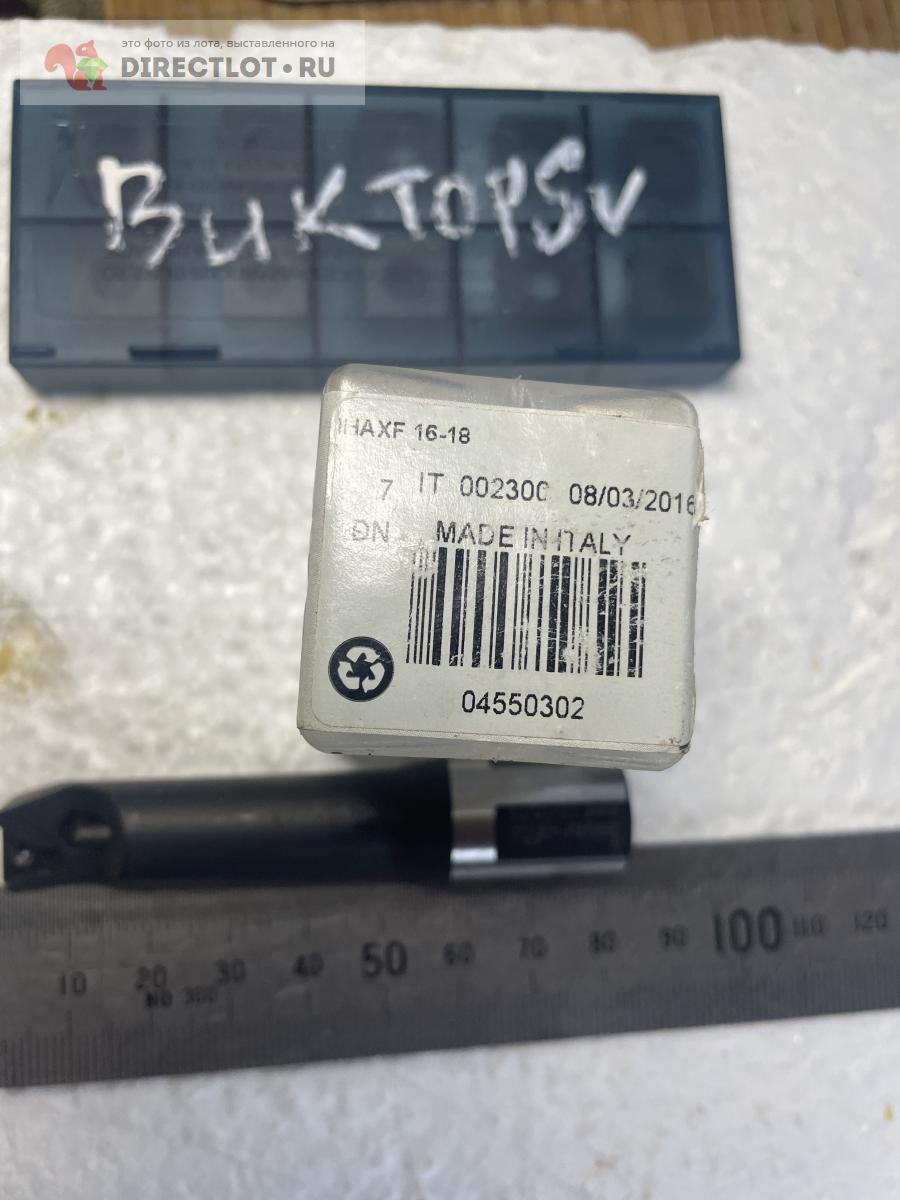 это фото из лота, выставленного на
DIRECTLOT.RU
ВикторSv
HAXF 16-18
7 IT 002300 08/03/2016
DN MADE IN ITALY
04550302
10 20 30 40 50 60 70 80 90 100 110 120
NO 300